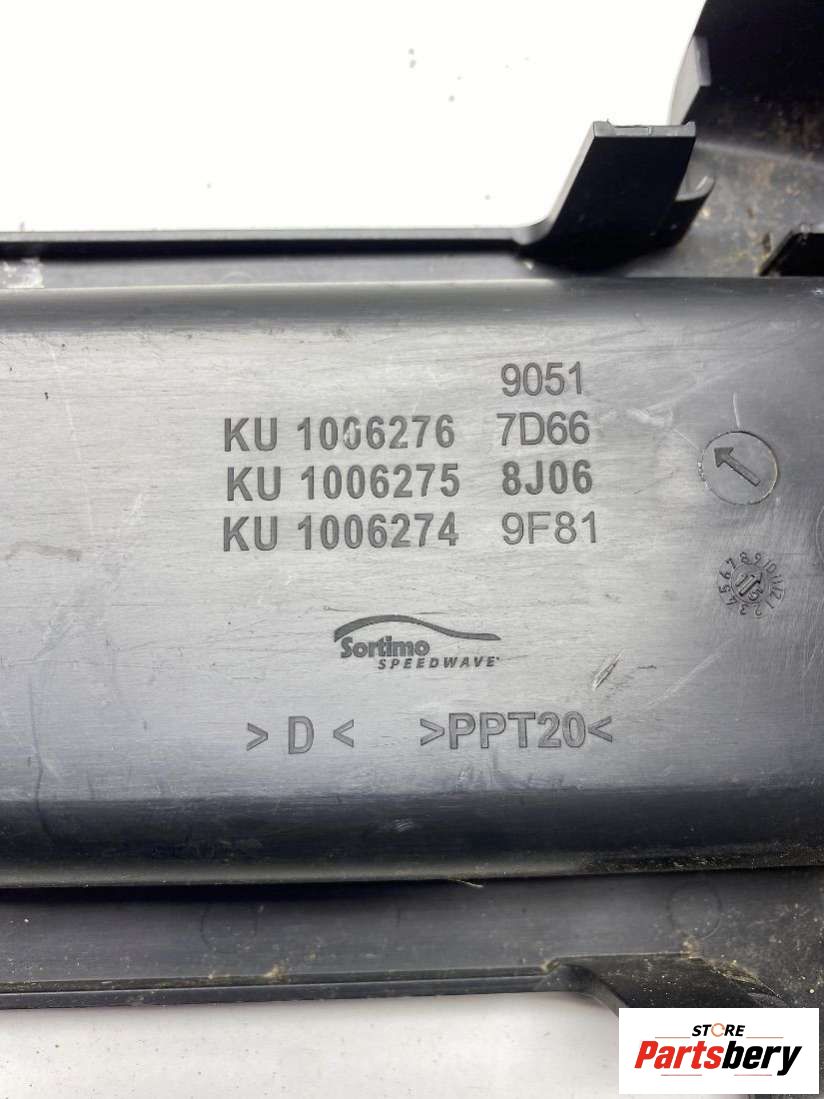 9051
KU 1006276 7D66
KU 1006275 8J06
KU 1006274 9F81
Sortimo
SPEEDWAVE
>D< >PPT20<
STORE
Partsbery